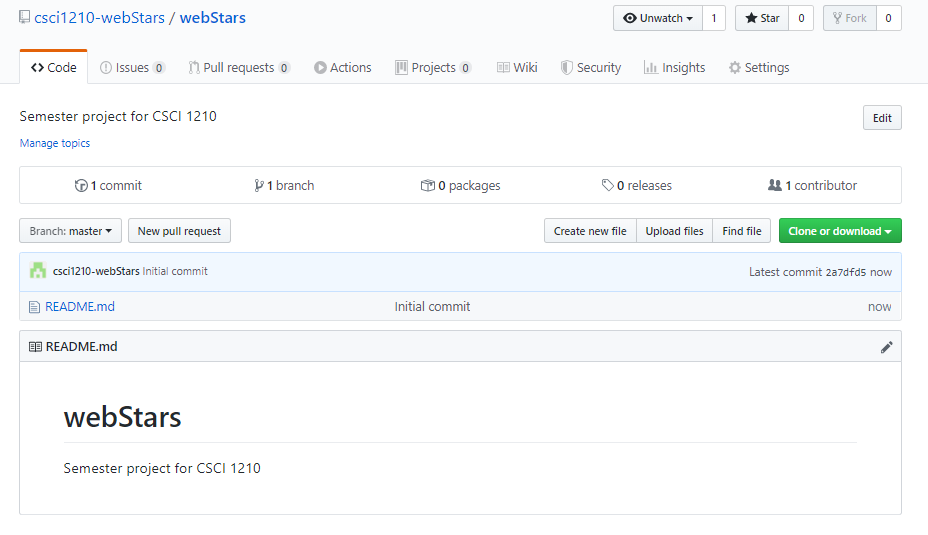 csci1210-webStars / webStars Unwatch 1 Star 0 Fork 0
Code Issues 0 Pull requests 0 Actions Projects 0 Wiki Security Insights Settings
Semester project for CSCI 1210 Edit
Manage topics
1 commit 1 branch 0 packages 0 releases 1 contributor
Branch: master New pull request Create new file Upload files Find file Clone or download
csci1210-webStars Initial commit Latest commit 2a7dfd5 now
README.md Initial commit now
README.md
webStars
Semester project for CSCI 1210